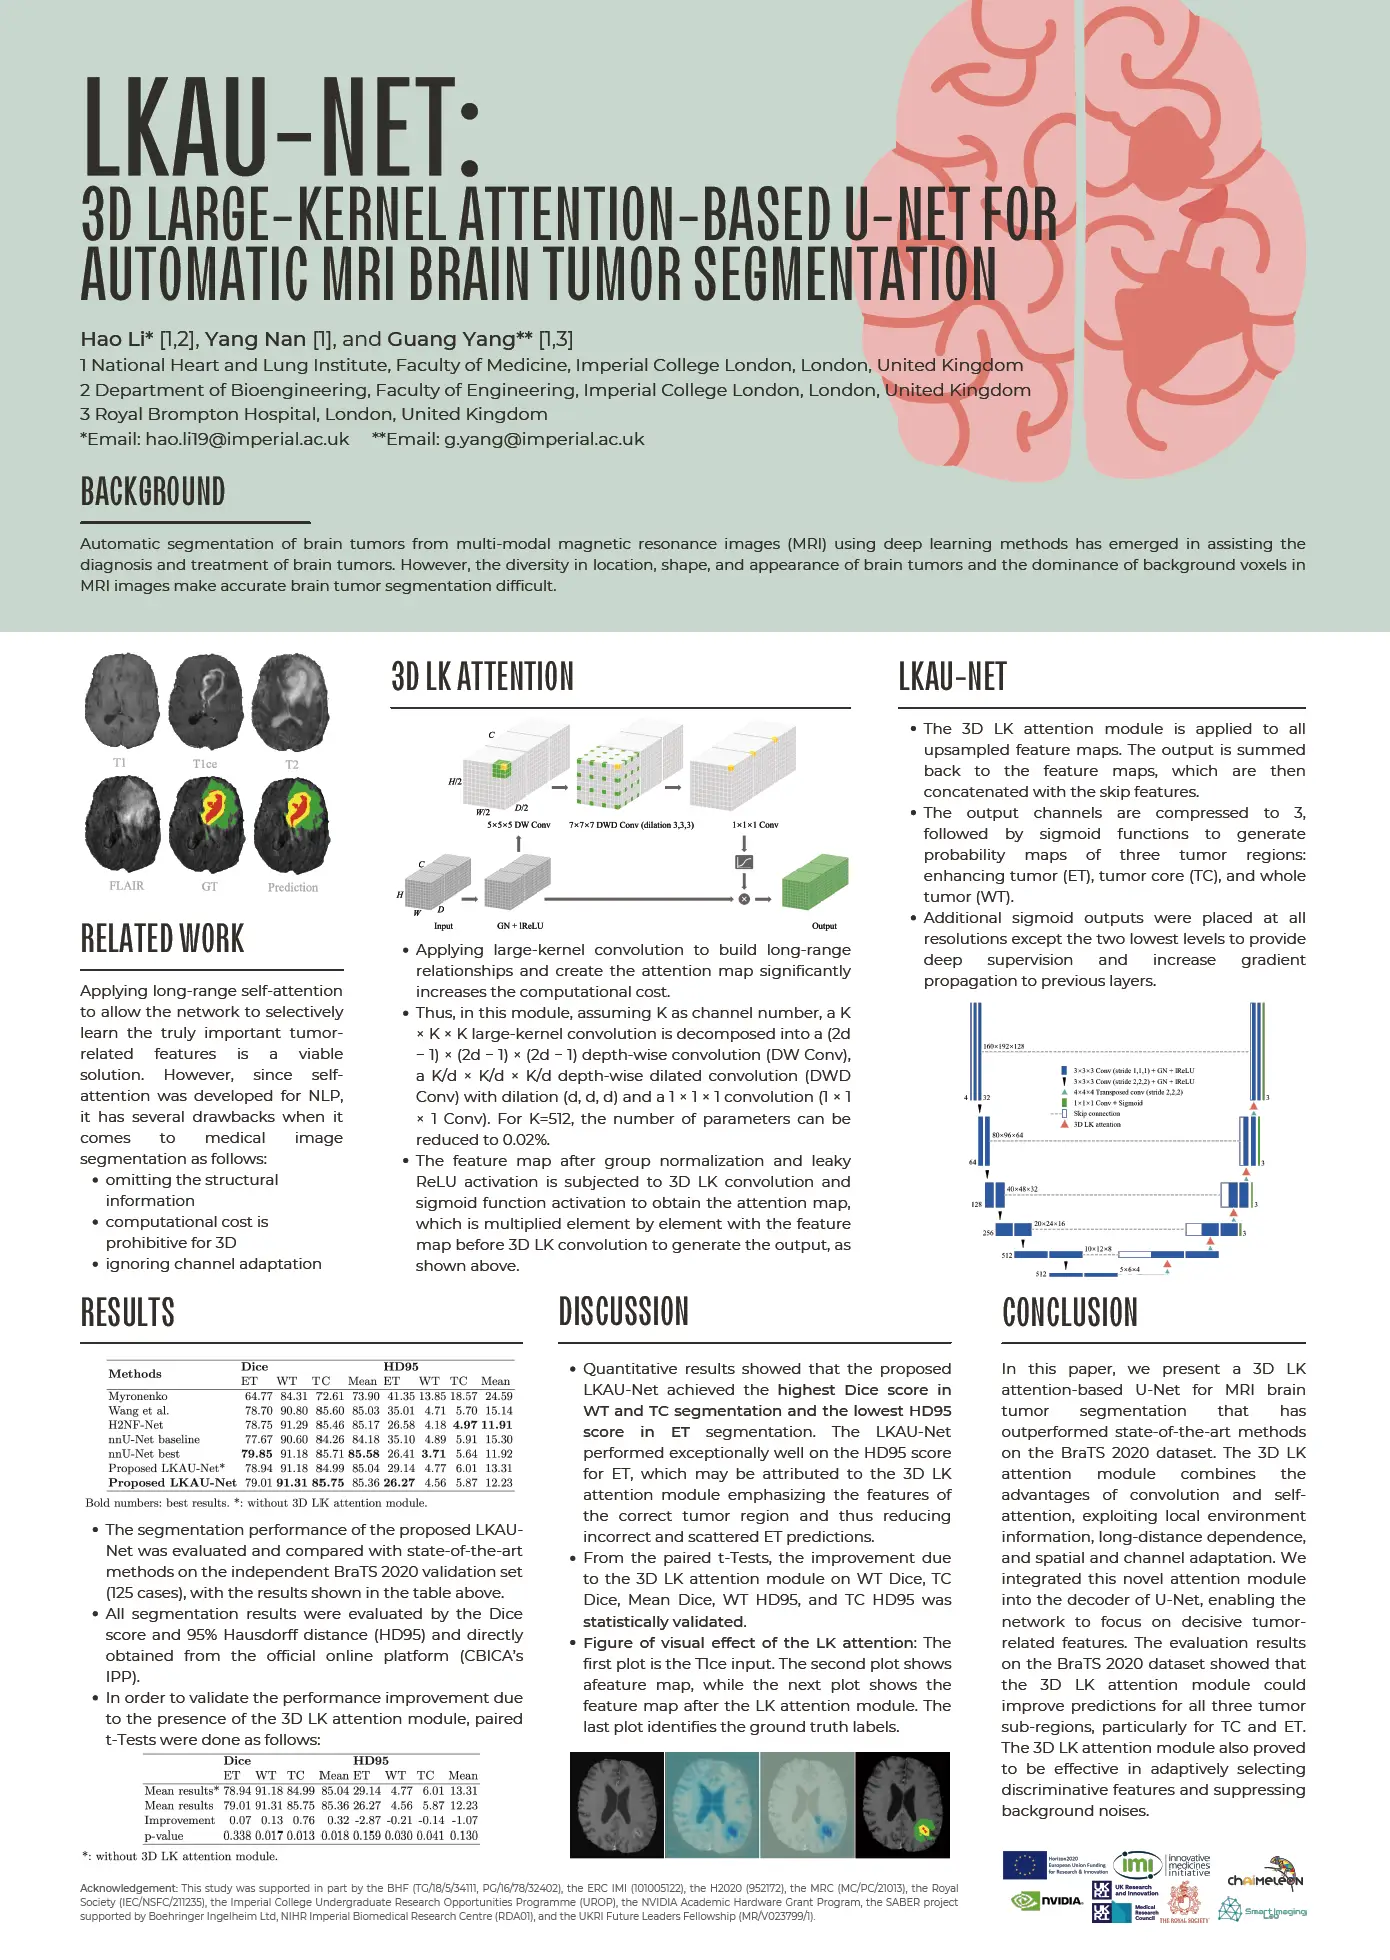 LKAU-NET:
3D LARGE-KERNEL ATTENTION-BASED U-NET FOR
AUTOMATIC MRI BRAIN TUMOR SEGMENTATION
Hao Li* [1,2], Yang Nan [1], and Guang Yang** [1,3]
1 National Heart and Lung Institute, Faculty of Medicine, Imperial College London, London, United Kingdom
2 Department of Bioengineering, Faculty of Engineering, Imperial College London, London, United Kingdom
3 Royal Brompton Hospital, London, United Kingdom
*Email: hao.li19@imperial.ac.uk **Email: g.yang@imperial.ac.uk
BACKGROUND
Automatic segmentation of brain tumors from multi-modal magnetic resonance images (MRI) using deep learning methods has emerged in assisting the
diagnosis and treatment of brain tumors. However, the diversity in location, shape, and appearance of brain tumors and the dominance of background voxels in
MRI images make accurate brain tumor segmentation difficult.
T1 T1ce T2
FLAIR GT Prediction
RELATED WORK
Applying long-range self-attention
to allow the network to selectively
learn the truly important tumor-
related features is a viable
solution. However, since self-
attention was developed for NLP,
it has several drawbacks when it
comes to medical image
segmentation as follows:
• omitting the structural
information
• computational cost is
prohibitive for 3D
• ignoring channel adaptation
3D LK ATTENTION
C
H/2
W/2
D/2
5×5×5 DW Conv 7×7×7 DWD Conv (dilation 3,3,3) 1×1×1 Conv
C
H
W
D
Input GN + lReLU Output
• Applying large-kernel convolution to build long-range
relationships and create the attention map significantly
increases the computational cost.
• Thus, in this module, assuming K as channel number, a K
× K × K large-kernel convolution is decomposed into a (2d
− 1) × (2d − 1) × (2d − 1) depth-wise convolution (DW Conv),
a K/d × K/d × K/d depth-wise dilated convolution (DWD
Conv) with dilation (d, d, d) and a 1 × 1 × 1 convolution (1 × 1
× 1 Conv). For K=512, the number of parameters can be
reduced to 0.02%.
• The feature map after group normalization and leaky
ReLU activation is subjected to 3D LK convolution and
sigmoid function activation to obtain the attention map,
which is multiplied element by element with the feature
map before 3D LK convolution to generate the output, as
shown above.
LKAU-NET
• The 3D LK attention module is applied to all
upsampled feature maps. The output is summed
back to the feature maps, which are then
concatenated with the skip features.
• The output channels are compressed to 3,
followed by sigmoid functions to generate
probability maps of three tumor regions:
enhancing tumor (ET), tumor core (TC), and whole
tumor (WT).
• Additional sigmoid outputs were placed at all
resolutions except the two lowest levels to provide
deep supervision and increase gradient
propagation to previous layers.
160×192×128
3×3×3 Conv (stride 1,1,1) + GN + lReLU
3×3×3 Conv (stride 2,2,2) + GN + lReLU
4×4×4 Transposed conv (stride 2,2,2)
1×1×1 Conv + Sigmoid
Skip connection
3D LK attention
4 32 3
80×96×64
64 3
40×48×32
128 3
20×24×16
256 3
10×12×8
512
5×6×4
512
RESULTS
Methods Dice HD95
ET WT TC Mean ET WT TC Mean
Myronenko 64.77 84.31 72.61 73.90 41.35 13.85 18.57 24.59
Wang et al. 78.70 90.80 85.60 85.03 35.01 4.71 5.70 15.14
H2NF-Net 78.75 91.29 85.46 85.17 26.58 4.18 4.97 11.91
nnU-Net baseline 77.67 90.60 84.26 84.18 35.10 4.89 5.91 15.30
nnU-Net best 79.85 91.18 85.71 85.58 26.41 3.71 5.64 11.92
Proposed LKAU-Net* 78.94 91.18 84.99 85.04 29.14 4.77 6.01 13.31
Proposed LKAU-Net 79.01 91.31 85.75 85.36 26.27 4.56 5.87 12.23
Bold numbers: best results. *: without 3D LK attention module.
• The segmentation performance of the proposed LKAU-
Net was evaluated and compared with state-of-the-art
methods on the independent BraTS 2020 validation set
(125 cases), with the results shown in the table above.
• All segmentation results were evaluated by the Dice
score and 95% Hausdorff distance (HD95) and directly
obtained from the official online platform (CBICA's
IPP).
• In order to validate the performance improvement due
to the presence of the 3D LK attention module, paired
t-Tests were done as follows:
Dice HD95
ET WT TC Mean ET WT TC Mean
Mean results* 78.94 91.18 84.99 85.04 29.14 4.77 6.01 13.31
Mean results 79.01 91.31 85.75 85.36 26.27 4.56 5.87 12.23
Improvement 0.07 0.13 0.76 0.32 -2.87 -0.21 -0.14 -1.07
p-value 0.338 0.017 0.013 0.018 0.159 0.030 0.041 0.130
*: without 3D LK attention module.
DISCUSSION
• Quantitative results showed that the proposed
LKAU-Net achieved the highest Dice score in
WT and TC segmentation and the lowest HD95
score in ET segmentation. The LKAU-Net
performed exceptionally well on the HD95 score
for ET, which may be attributed to the 3D LK
attention module emphasizing the features of
the correct tumor region and thus reducing
incorrect and scattered ET predictions.
• From the paired t-Tests, the improvement due
to the 3D LK attention module on WT Dice, TC
Dice, Mean Dice, WT HD95, and TC HD95 was
statistically validated.
• Figure of visual effect of the LK attention: The
first plot is the T1ce input. The second plot shows
afeature map, while the next plot shows the
feature map after the LK attention module. The
last plot identifies the ground truth labels.
CONCLUSION
In this paper, we present a 3D LK
attention-based U-Net for MRI brain
tumor segmentation that has
outperformed state-of-the-art methods
on the BraTS 2020 dataset. The 3D LK
attention module combines the
advantages of convolution and self-
attention, exploiting local environment
information, long-distance dependence,
and spatial and channel adaptation. We
integrated this novel attention module
into the decoder of U-Net, enabling the
network to focus on decisive tumor-
related features. The evaluation results
on the BraTS 2020 dataset showed that
the 3D LK attention module could
improve predictions for all three tumor
sub-regions, particularly for TC and ET.
The 3D LK attention module also proved
to be effective in adaptively selecting
discriminative features and suppressing
background noises.
Horizon2020
European Union Funding
for Research & Innovation
imi
innovative
medicines
initiative
chAiMELEON
NVIDIA.
UKRI
UK Research
and Innovation
UKRI
Medical
Research
Council
THE ROYAL SOCIETY
Smart Imaging
Lab
Acknowledgement: This study was supported in part by the BHF (TG/18/5/34111, PG/16/78/32402), the ERC IMI (101005122), the H2020 (952172), the MRC (MC/PC/21013), the Royal
Society (IEC/NSFC/211235), the Imperial College Undergraduate Research Opportunities Programme (UROP), the NVIDIA Academic Hardware Grant Program, the SABER project
supported by Boehringer Ingelheim Ltd, NIHR Imperial Biomedical Research Centre (RDA01), and the UKRI Future Leaders Fellowship (MR/V023799/1).